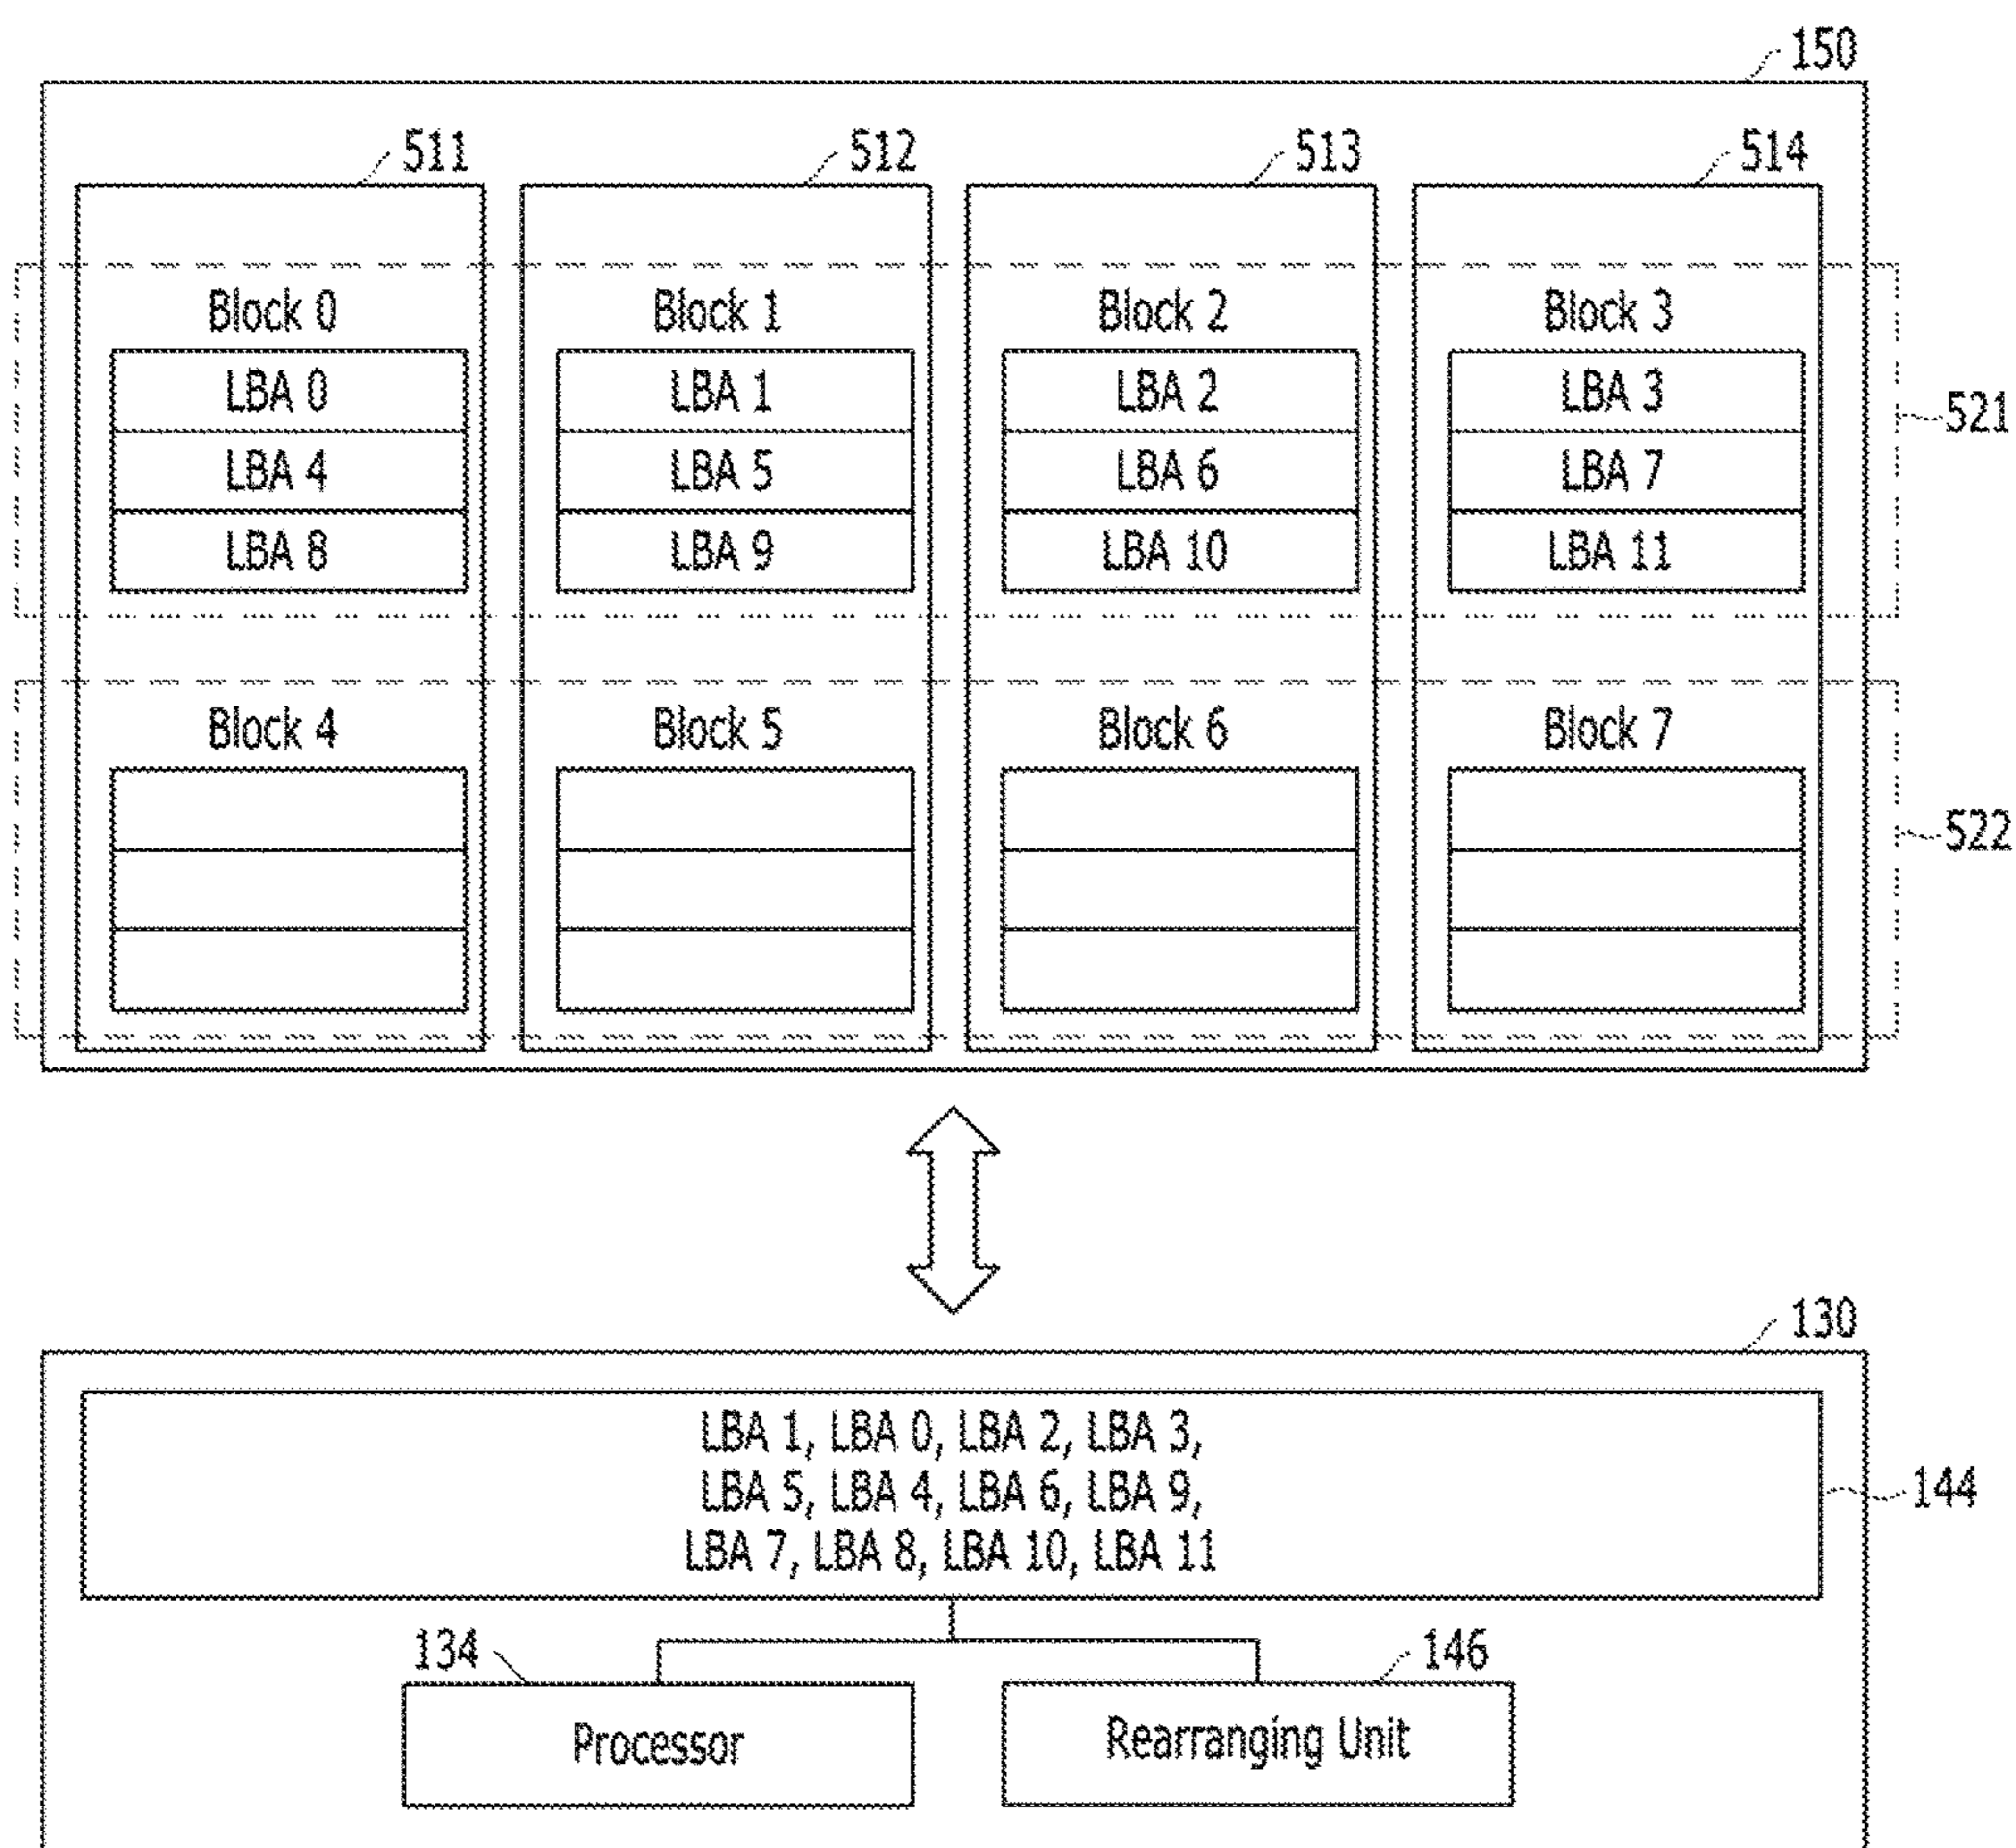 150
511 512 513 514
Block 0 Block 1 Block 2 Block 3
LBA 0 LBA 1 LBA 2 LBA 3
521
LBA 4 LBA 5 LBA 6 LBA 7
LBA 8 LBA 9 LBA 10 LBA 11
Block 4 Block 5 Block 6 Block 7
522
130
LBA 1, LBA 0, LBA 2, LBA 3,
LBA 5, LBA 4, LBA 6, LBA 9,
144
LBA 7, LBA 8, LBA 10, LBA 11
134 146
Processor Rearranging Unit